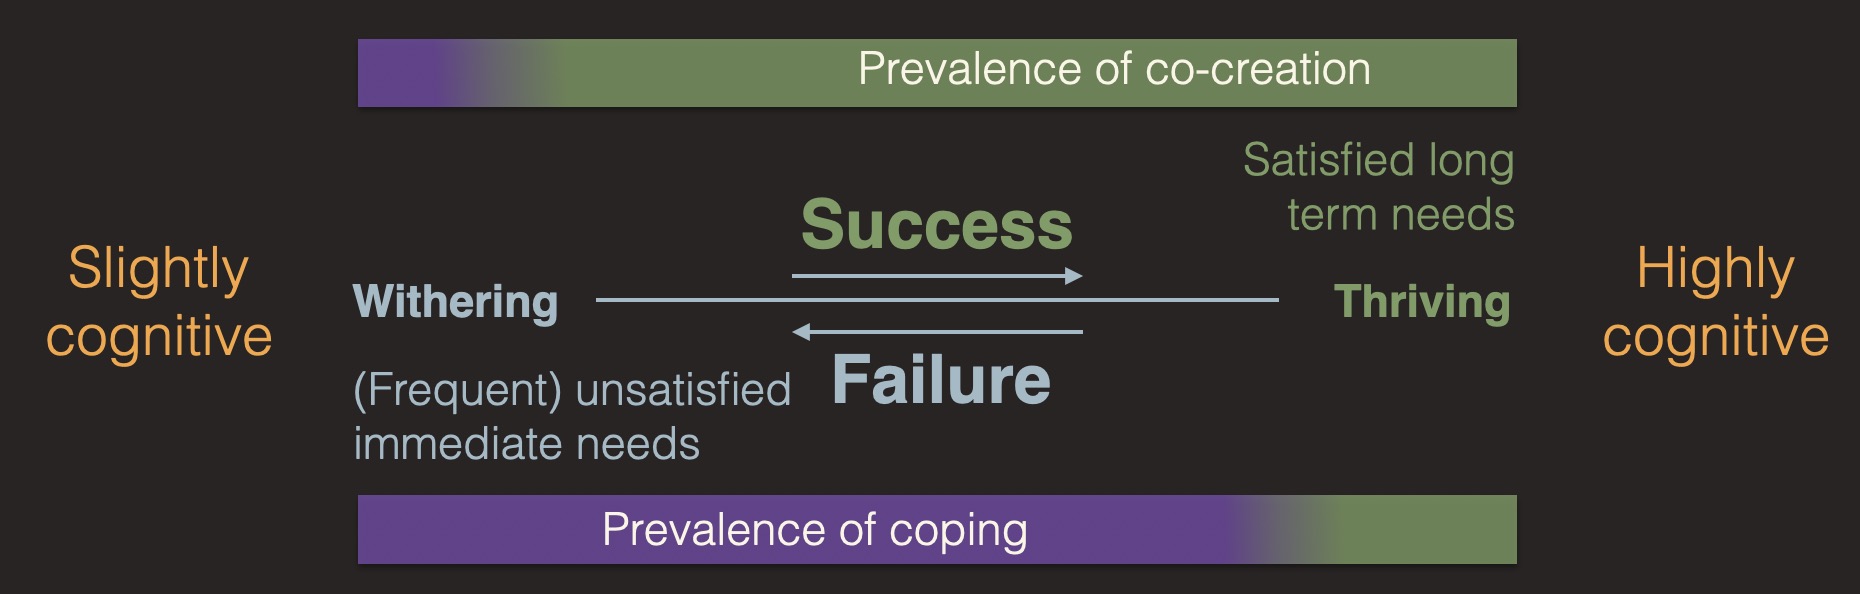 Prevalence of co-creation
Satisfied long
term needs
Success
Slightly
cognitive
Highly
cognitive
Withering
Thriving
Failure
(Frequent) unsatisfied
immediate needs
Prevalence of coping